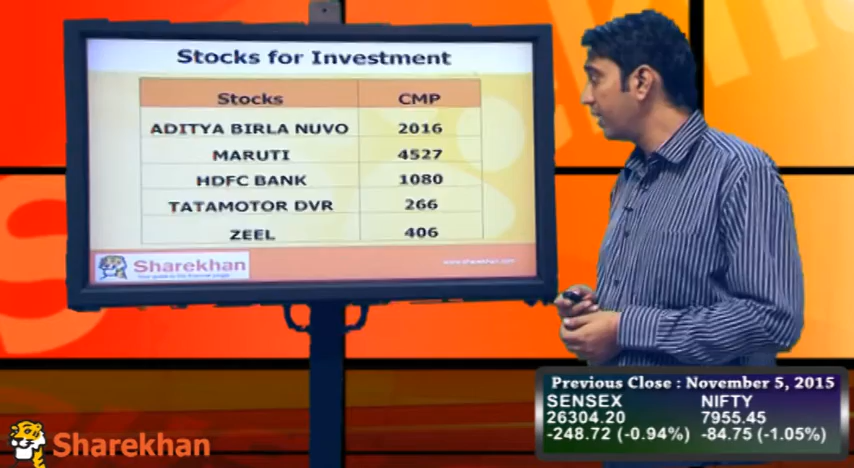 Stocks for Investment
Stocks CMP
ADITYA BIRLA NUVO 2016
MARUTI 4527
HDFC BANK 1080
TATAMOTOR DVR 266
ZEEL 406
Sharekhan
www.sharekhan.com
Previous Close : November 5, 2015
SENSEX NIFTY
26304.20 7955.45
-248.72 (-0.94%) -84.75 (-1.05%)
Sharekhan